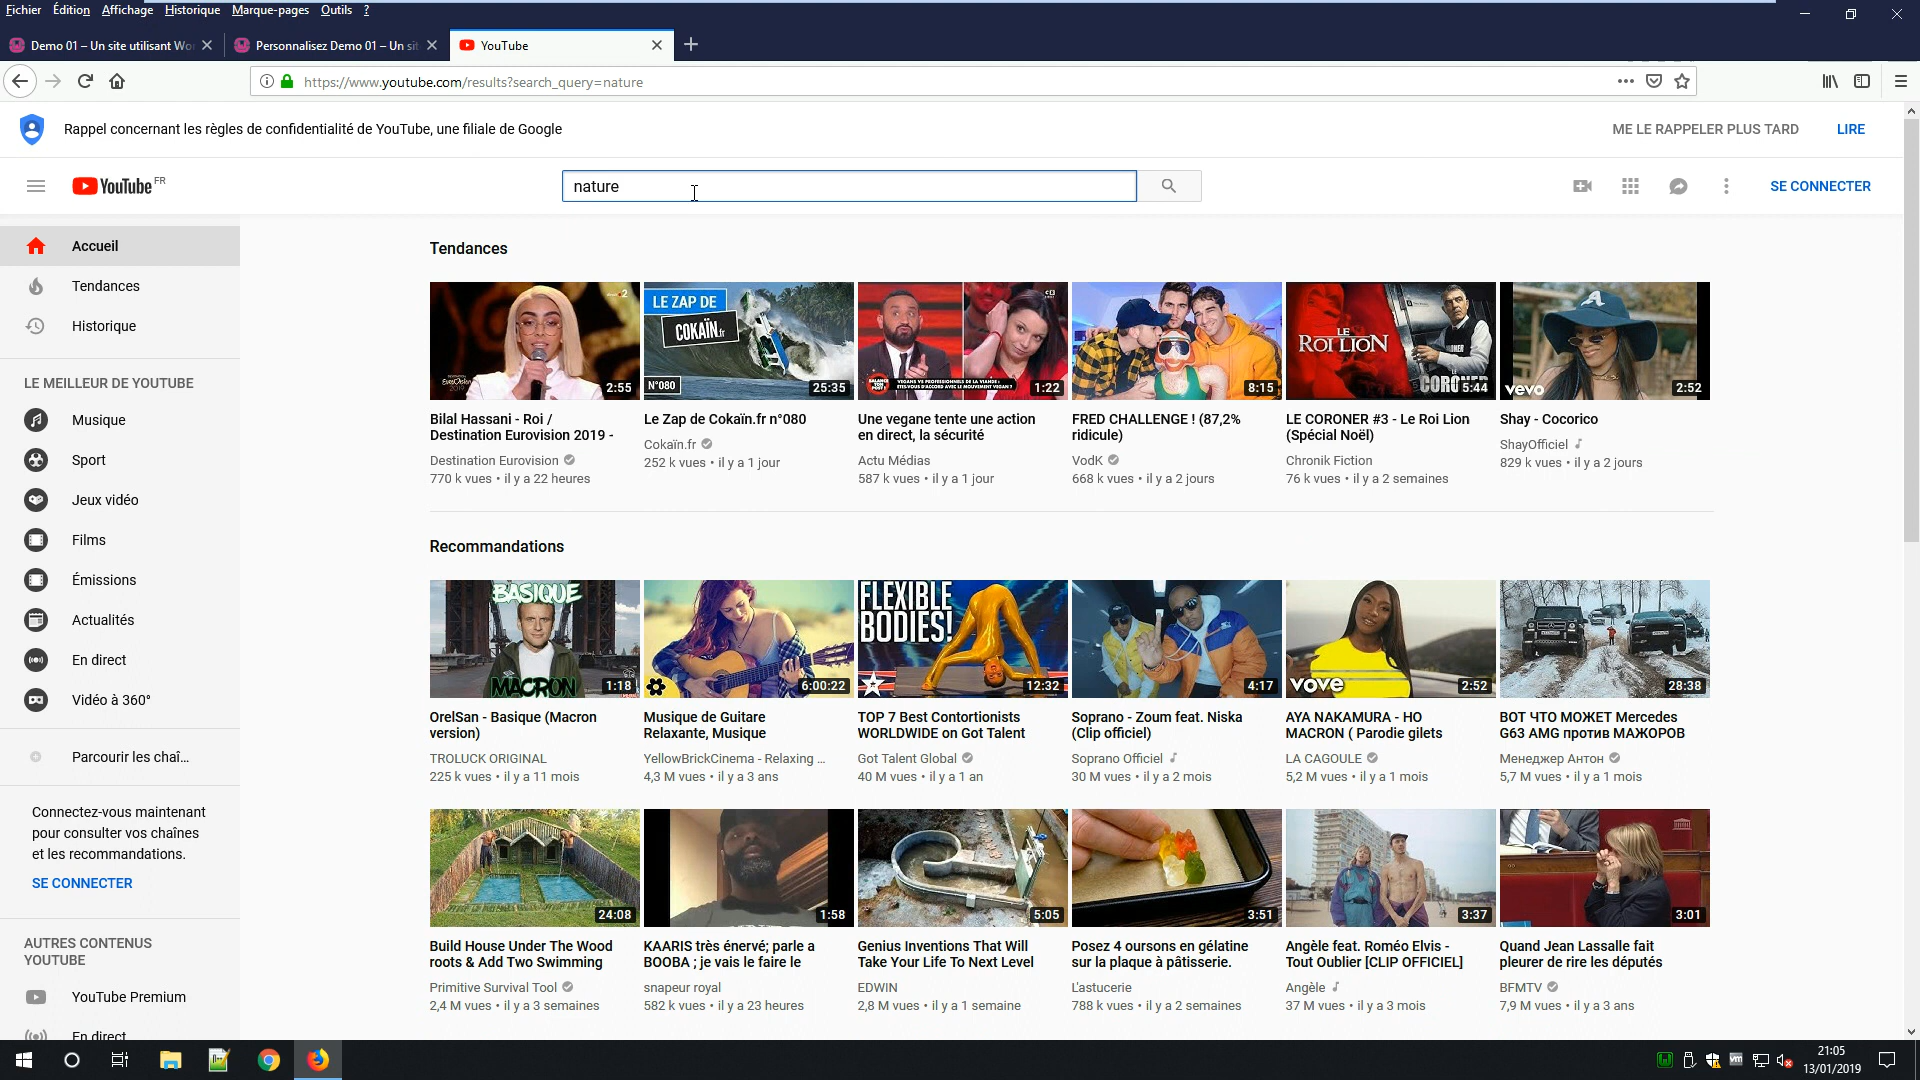 Fichier Édition Affichage Historique Marque-pages Outils ?
Demo 01 – Un site utilisant Wo
Personnalisez Demo 01 – Un sit
YouTube
https://www.youtube.com/results?search_query=nature
Rappel concernant les règles de confidentialité de YouTube, une filiale de Google
ME LE RAPPELER PLUS TARD
LIRE
YouTube FR
nature
SE CONNECTER
Accueil
Tendances
Historique
LE MEILLEUR DE YOUTUBE
Musique
Sport
Jeux vidéo
Films
Émissions
Actualités
En direct
Vidéo à 360°
Parcourir les chaî...
Connectez-vous maintenant
pour consulter vos chaînes
et les recommandations.
SE CONNECTER
AUTRES CONTENUS
YOUTUBE
YouTube Premium
En direct
Tendances
2:55
LE ZAP DE
COKAÏN.fr
N°080
25:35
VEGANS VS PROFESSIONNELS DE LA VIANDE :
1:22
8:15
LE
ROI LION
CORONER
5:44
vevo
2:52
Bilal Hassani - Roi /
Destination Eurovision 2019 -
Destination Eurovision
770 k vues • il y a 22 heures
Le Zap de Cokaïn.fr n°080
Cokaïn.fr
252 k vues • il y a 1 jour
Une vegane tente une action
en direct, la sécurité
Actu Médias
587 k vues • il y a 1 jour
FRED CHALLENGE ! (87,2%
ridicule)
VodK
668 k vues • il y a 2 jours
LE CORONER #3 - Le Roi Lion
(Spécial Noël)
Chronik Fiction
76 k vues • il y a 2 semaines
Shay - Cocorico
ShayOfficiel
829 k vues • il y a 2 jours
Recommandations
BASIQUE
MACRON
1:18
6:00:22
FLEXIBLE
BODIES!
12:32
4:17
vove
2:52
28:38
OrelSan - Basique (Macron
version)
TROLUCK ORIGINAL
225 k vues • il y a 11 mois
Musique de Guitare
Relaxante, Musique
YellowBrickCinema - Relaxing ...
4,3 M vues • il y a 3 ans
TOP 7 Best Contortionists
WORLDWIDE on Got Talent
Got Talent Global
40 M vues • il y a 1 an
Soprano - Zoum feat. Niska
(Clip officiel)
Soprano Officiel
30 M vues • il y a 2 mois
AYA NAKAMURA - HO
MACRON ( Parodie gilets
LA CAGOULE
5,2 M vues • il y a 1 mois
ВОТ ЧТО МОЖЕТ Mercedes
G63 AMG против МАЖОРОВ
Менеджер Антон
5,7 M vues • il y a 1 mois
24:08
1:58
5:05
3:51
3:37
3:01
Build House Under The Wood
roots & Add Two Swimming
Primitive Survival Tool
2,4 M vues • il y a 3 semaines
KAARIS très énervé; parle a
BOOBA ; je vais le faire le
snapeur royal
582 k vues • il y a 23 heures
Genius Inventions That Will
Take Your Life To Next Level
EDWIN
2,8 M vues • il y a 1 semaine
Posez 4 oursons en gélatine
sur la plaque à pâtisserie.
L'astucerie
788 k vues • il y a 2 semaines
Angèle feat. Roméo Elvis -
Tout Oublier [CLIP OFFICIEL]
Angèle
37 M vues • il y a 3 mois
Quand Jean Lassalle fait
pleurer de rire les députés
BFMTV
7,9 M vues • il y a 3 ans
21:05
13/01/2019